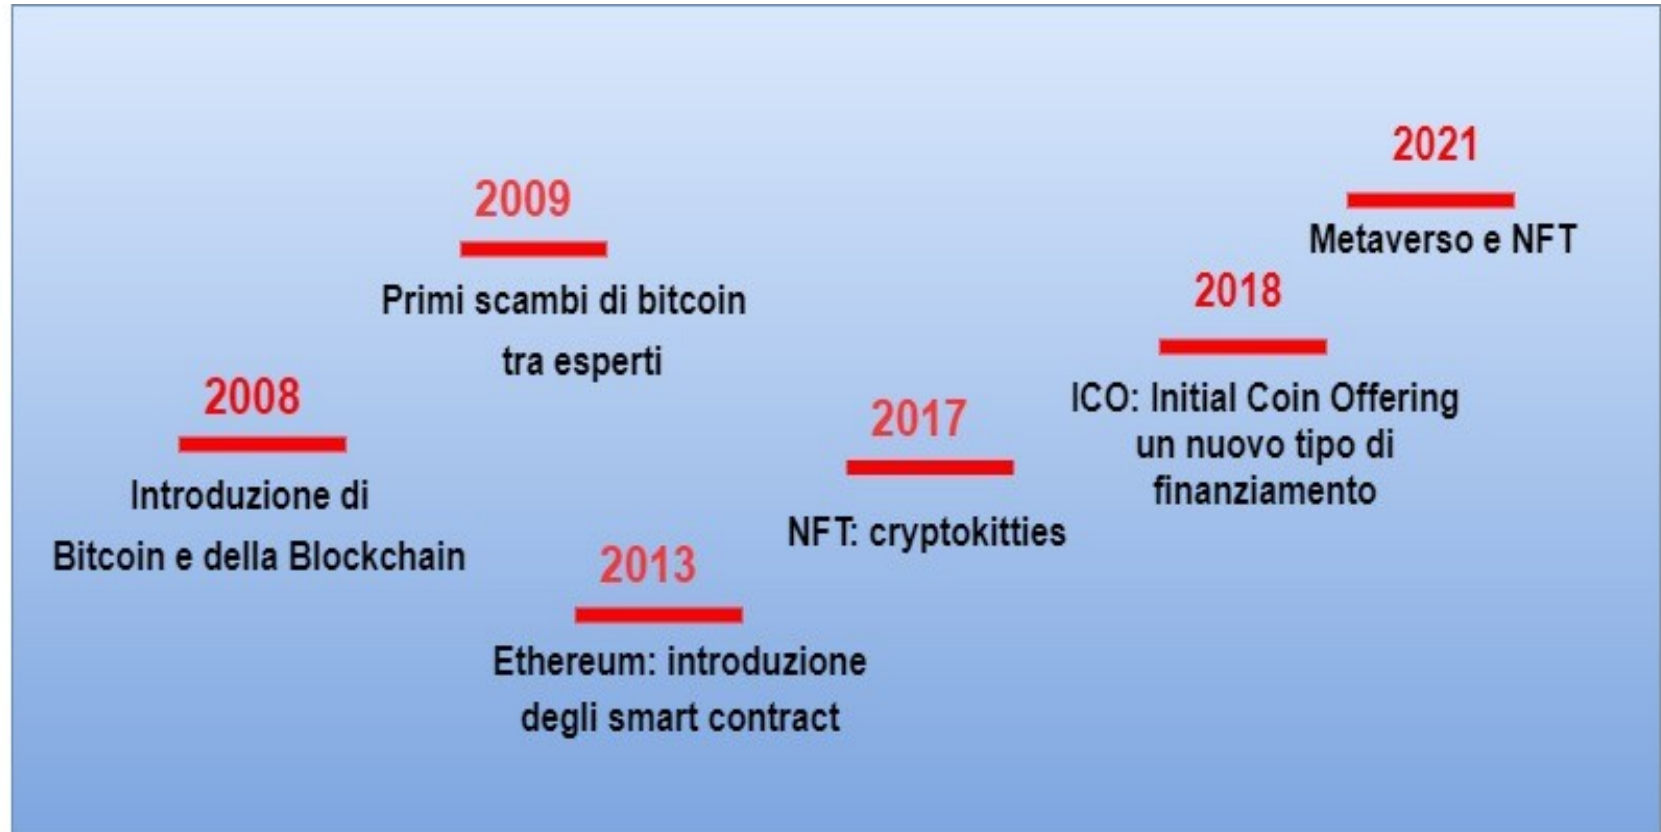 2008
Introduzione di
Bitcoin e della Blockchain
2009
Primi scambi di bitcoin
tra esperti
2013
Ethereum: introduzione
degli smart contract
2017
NFT: cryptokitties
2018
ICO: Initial Coin Offering
un nuovo tipo di
finanziamento
2021
Metaverso e NFT